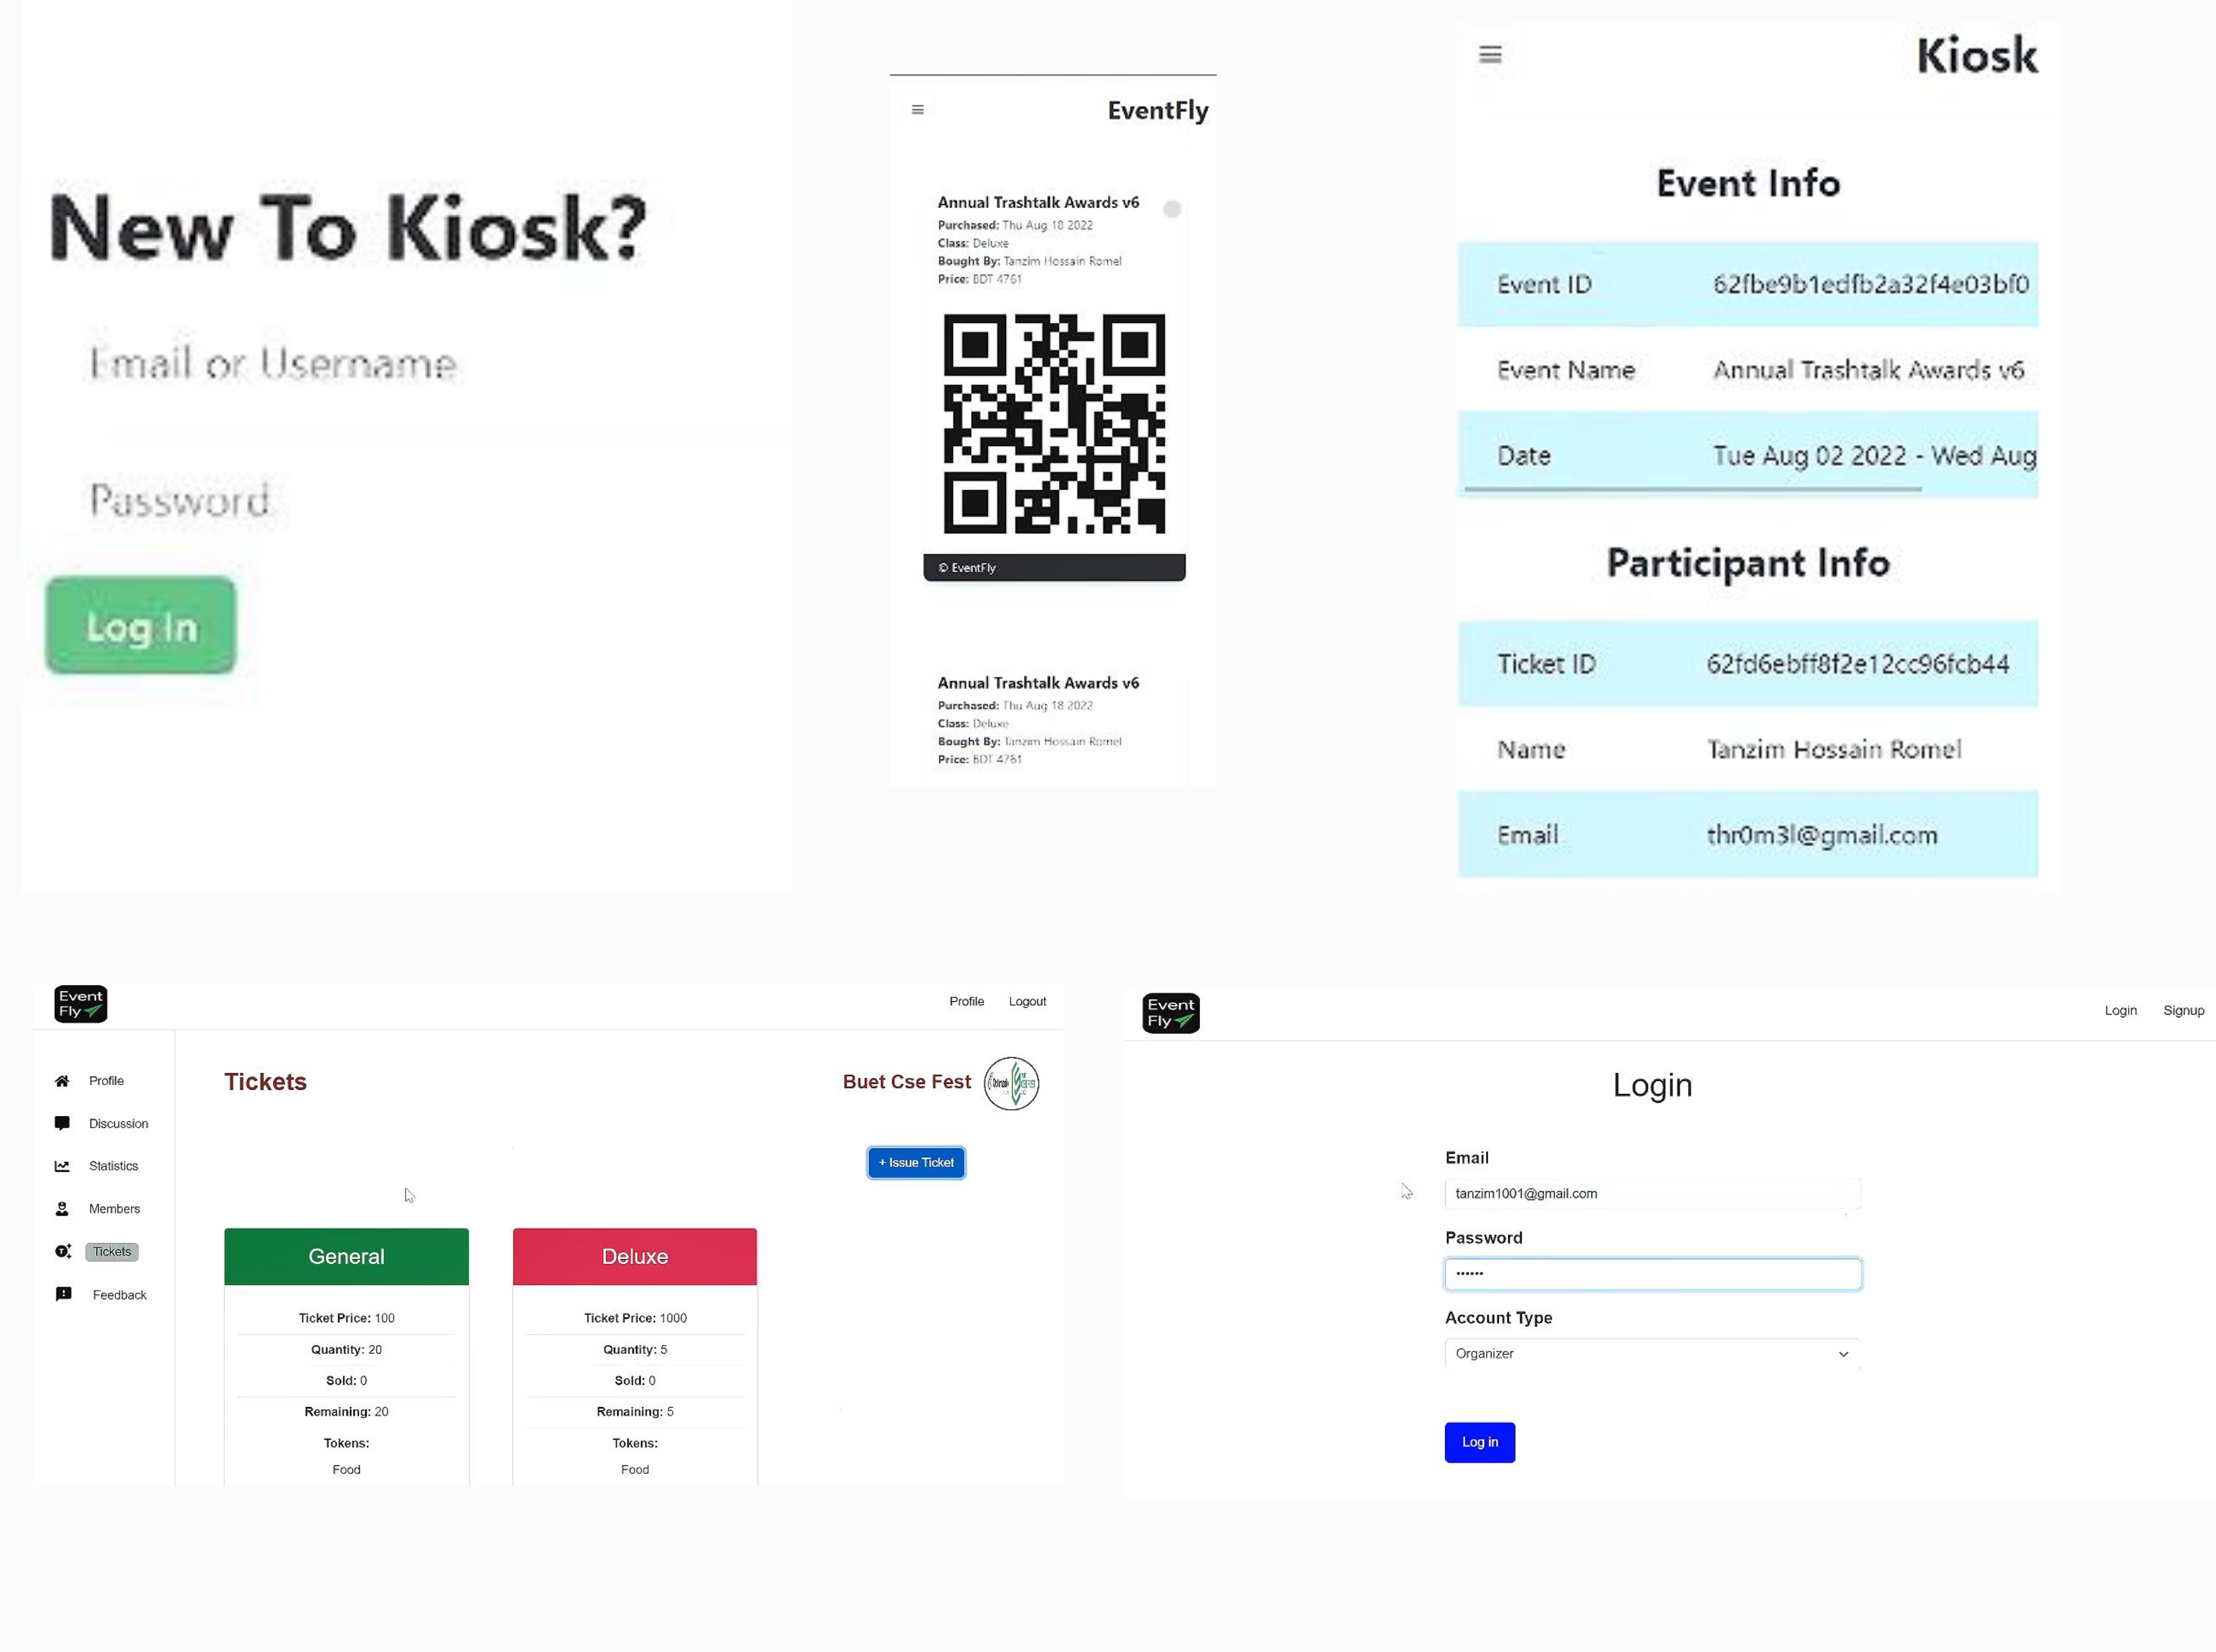 New To Kiosk?
Email or Username
Password
Log In
EventFly
Annual Trashtalk Awards v6
Purchased: Thu Aug 18 2022
Class: Deluxe
Bought By: Tanzim Hossain Romel
Price: BDT 4761
© EventFly
Annual Trashtalk Awards v6
Purchased: Thu Aug 18 2022
Class: Deluxe
Bought By: Tanzim Hossain Romel
Price: BDT 4761
Kiosk
Event Info
Event ID 62fbe9b1edfb2a32f4e03bf0
Event Name Annual Trashtalk Awards v6
Date Tue Aug 02 2022 - Wed Aug
Participant Info
Ticket ID 62fd6ebff8f2e12cc96fcb44
Name Tanzim Hossain Romel
Email thr0m3l@gmail.com
Event
Fly
Profile Logout
Profile
Discussion
Statistics
Members
Tickets
Feedback
Tickets
Buet Cse Fest
+ Issue Ticket
General
Ticket Price: 100
Quantity: 20
Sold: 0
Remaining: 20
Tokens:
Food
Deluxe
Ticket Price: 1000
Quantity: 5
Sold: 0
Remaining: 5
Tokens:
Food
Event
Fly
Login Signup
Login
Email
tanzim1001@gmail.com
Password
••••••
Account Type
Organizer
Log in